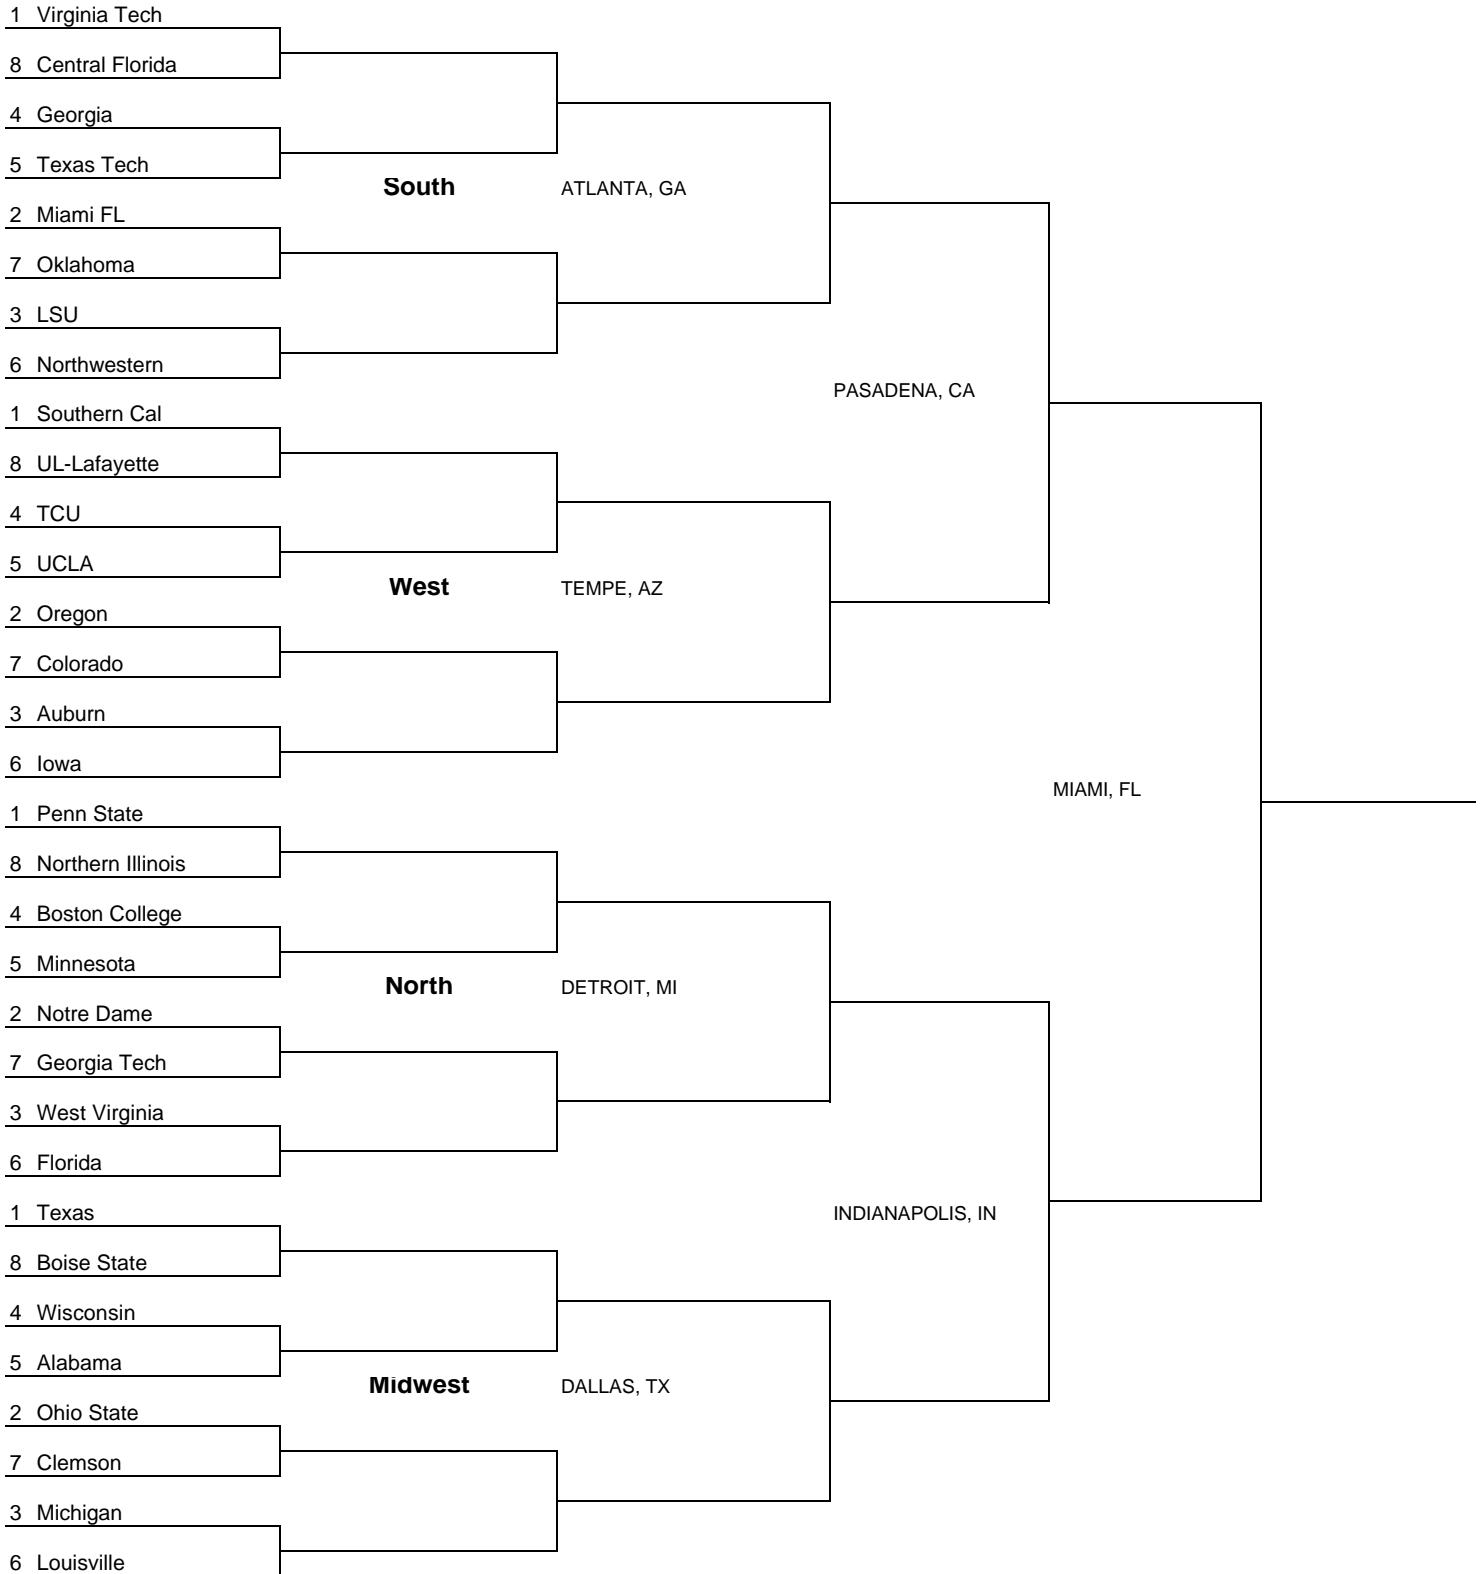 1 Virginia Tech
8 Central Florida
4 Georgia
5 Texas Tech
South
ATLANTA, GA
2 Miami FL
7 Oklahoma
3 LSU
6 Northwestern
PASADENA, CA
1 Southern Cal
8 UL-Lafayette
4 TCU
5 UCLA
West
TEMPE, AZ
2 Oregon
7 Colorado
3 Auburn
6 Iowa
MIAMI, FL
1 Penn State
8 Northern Illinois
4 Boston College
5 Minnesota
North
DETROIT, MI
2 Notre Dame
7 Georgia Tech
3 West Virginia
6 Florida
1 Texas
INDIANAPOLIS, IN
8 Boise State
4 Wisconsin
5 Alabama
Midwest
DALLAS, TX
2 Ohio State
7 Clemson
3 Michigan
6 Louisville